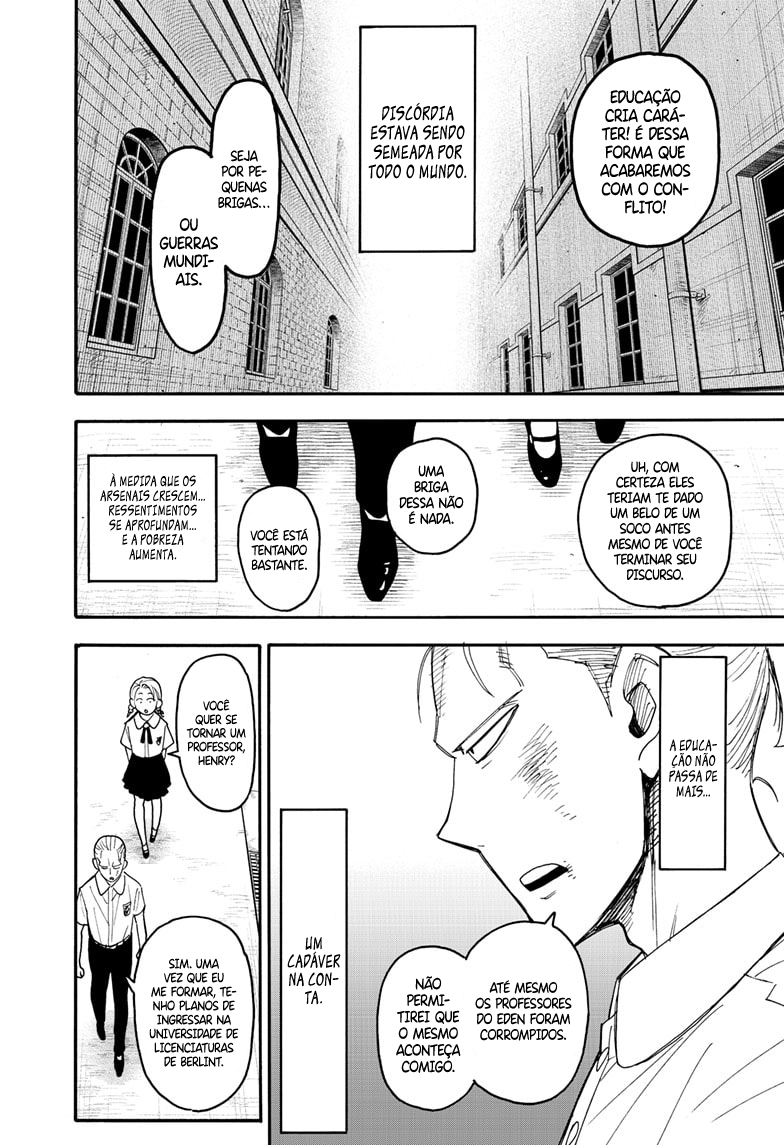 EDUCAÇÃO
CRIA CARÁ-
TER! É DESSA
FORMA QUE
ACABAREMOS
COM O CON-
FLITO!
DISCÓRDIA
ESTAVA SENDO
SEMEADA POR
TODO O MUNDO.
SEJA
POR PE-
QUENAS
BRIGAS...
OU
GUERRAS
MUNDI-
AIS.
UH, COM
CERTEZA ELES
TERIAM TE DADO
UM BELO DE UM
SOCO ANTES
MESMO DE VOCÊ
TERMINAR SEU
DISCURSO.
UMA
BRIGA
DESSA NÃO
É NADA.
VOCÊ ESTÁ
TENTANDO
BASTANTE.
À MEDIDA QUE OS
ARSENAIS CRESCEM...
RESSENTIMENTOS
SE APROFUNDAM...
E A POBREZA
AUMENTA.
A EDUCA-
ÇÃO NÃO
PASSA DE
MAIS...
ATÉ MESMO
OS PROFESSORES
DO EDEN FORAM
CORROMPIDOS.
NÃO
PERMI-
TIREI QUE
O MESMO
ACONTEÇA
COMIGO.
UM
CADÁVER
NA CON-
TA.
VOCÊ
QUER SE
TORNAR UM
PROFESSOR,
HENRY?
SIM. UMA
VEZ QUE EU
ME FORMAR, TE-
NHO PLANOS DE
INGRESSAR NA
UNIVERSIDADE DE
LICENCIATURAS
DE BERLINT.